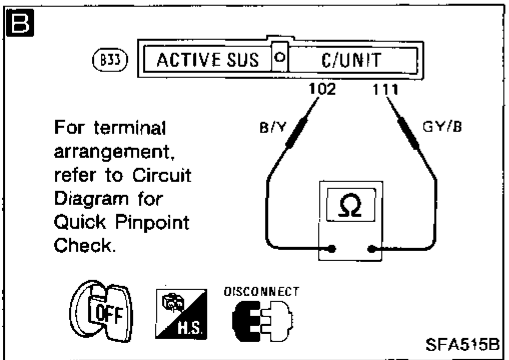 B
B33
ACTIVE SUS
C/UNIT
102
111
B/Y
GY/B
For terminal
arrangement,
refer to Circuit
Diagram for
Quick Pinpoint
Check.
Ω
OFF
H.S.
DISCONNECT
SFA515B